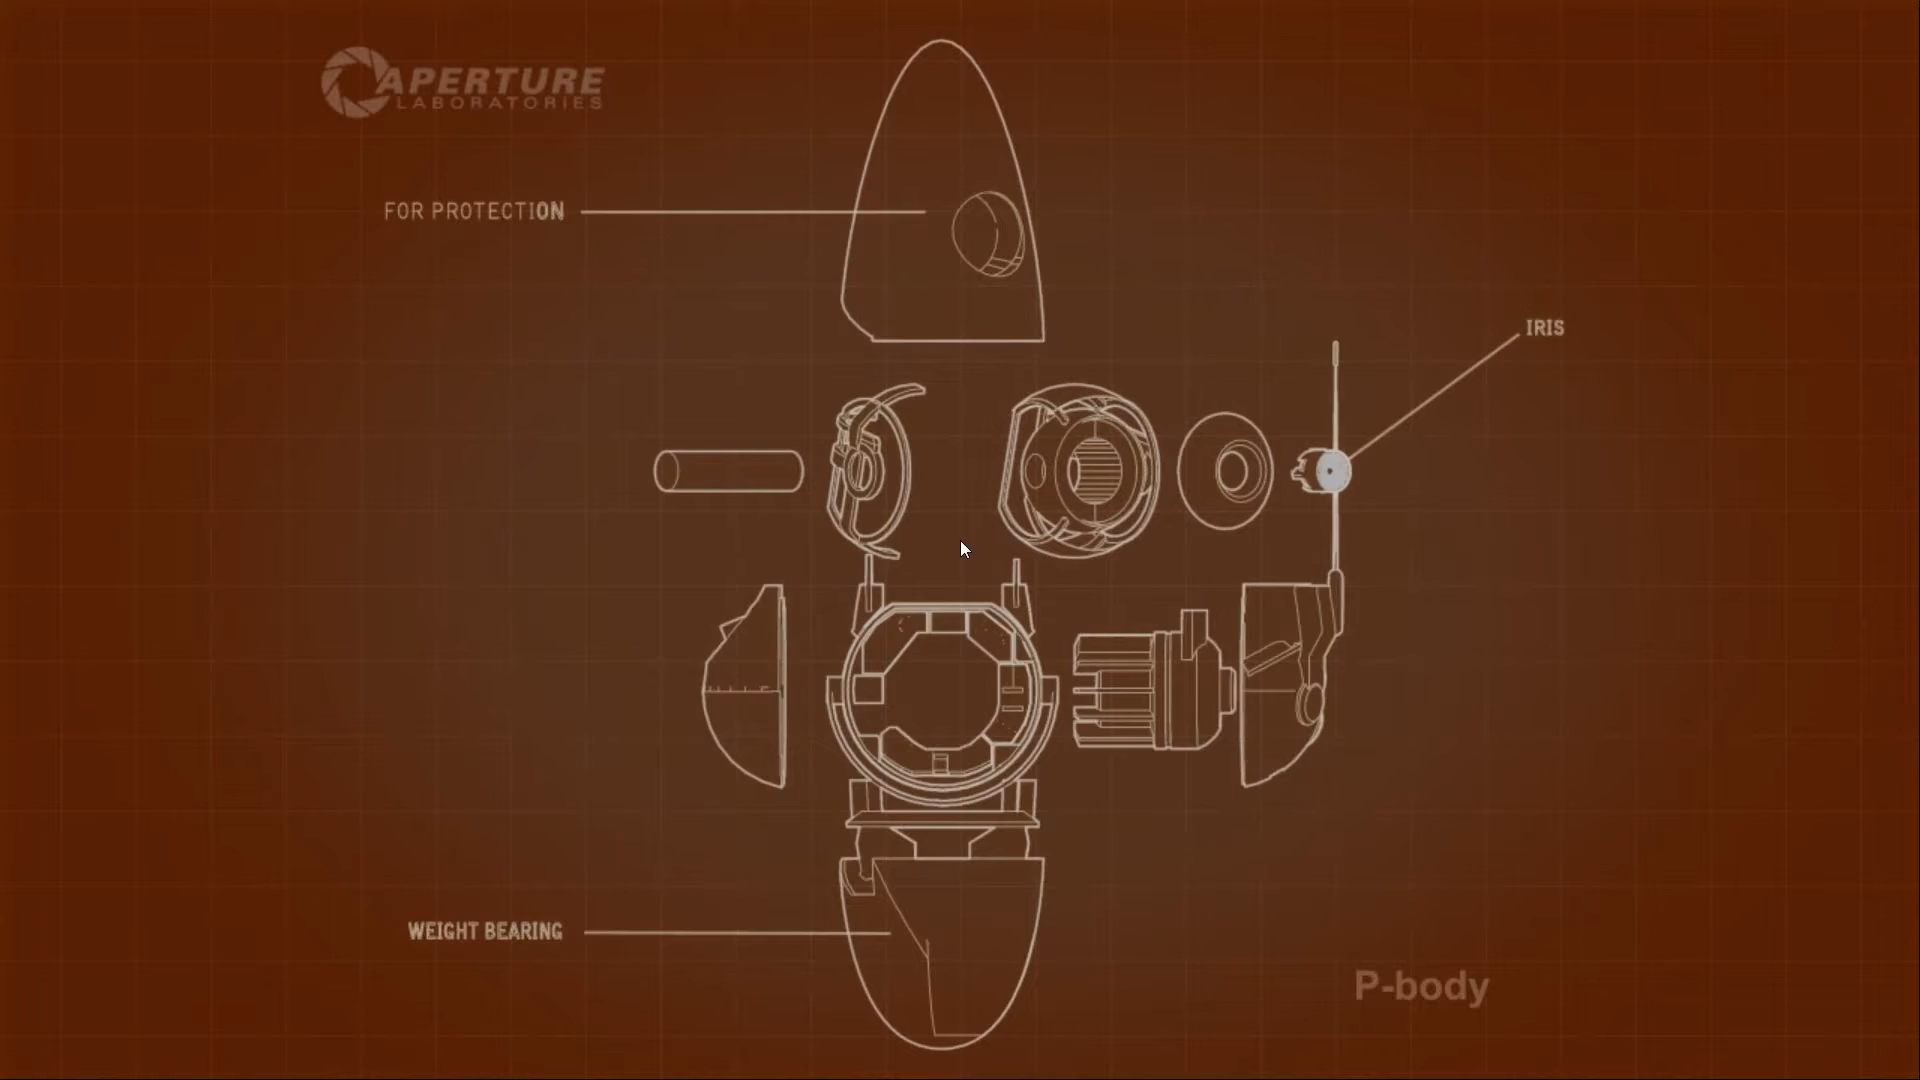 APERTURE
LABORATORIES
FOR PROTECTION
IRIS
WEIGHT BEARING
P-body